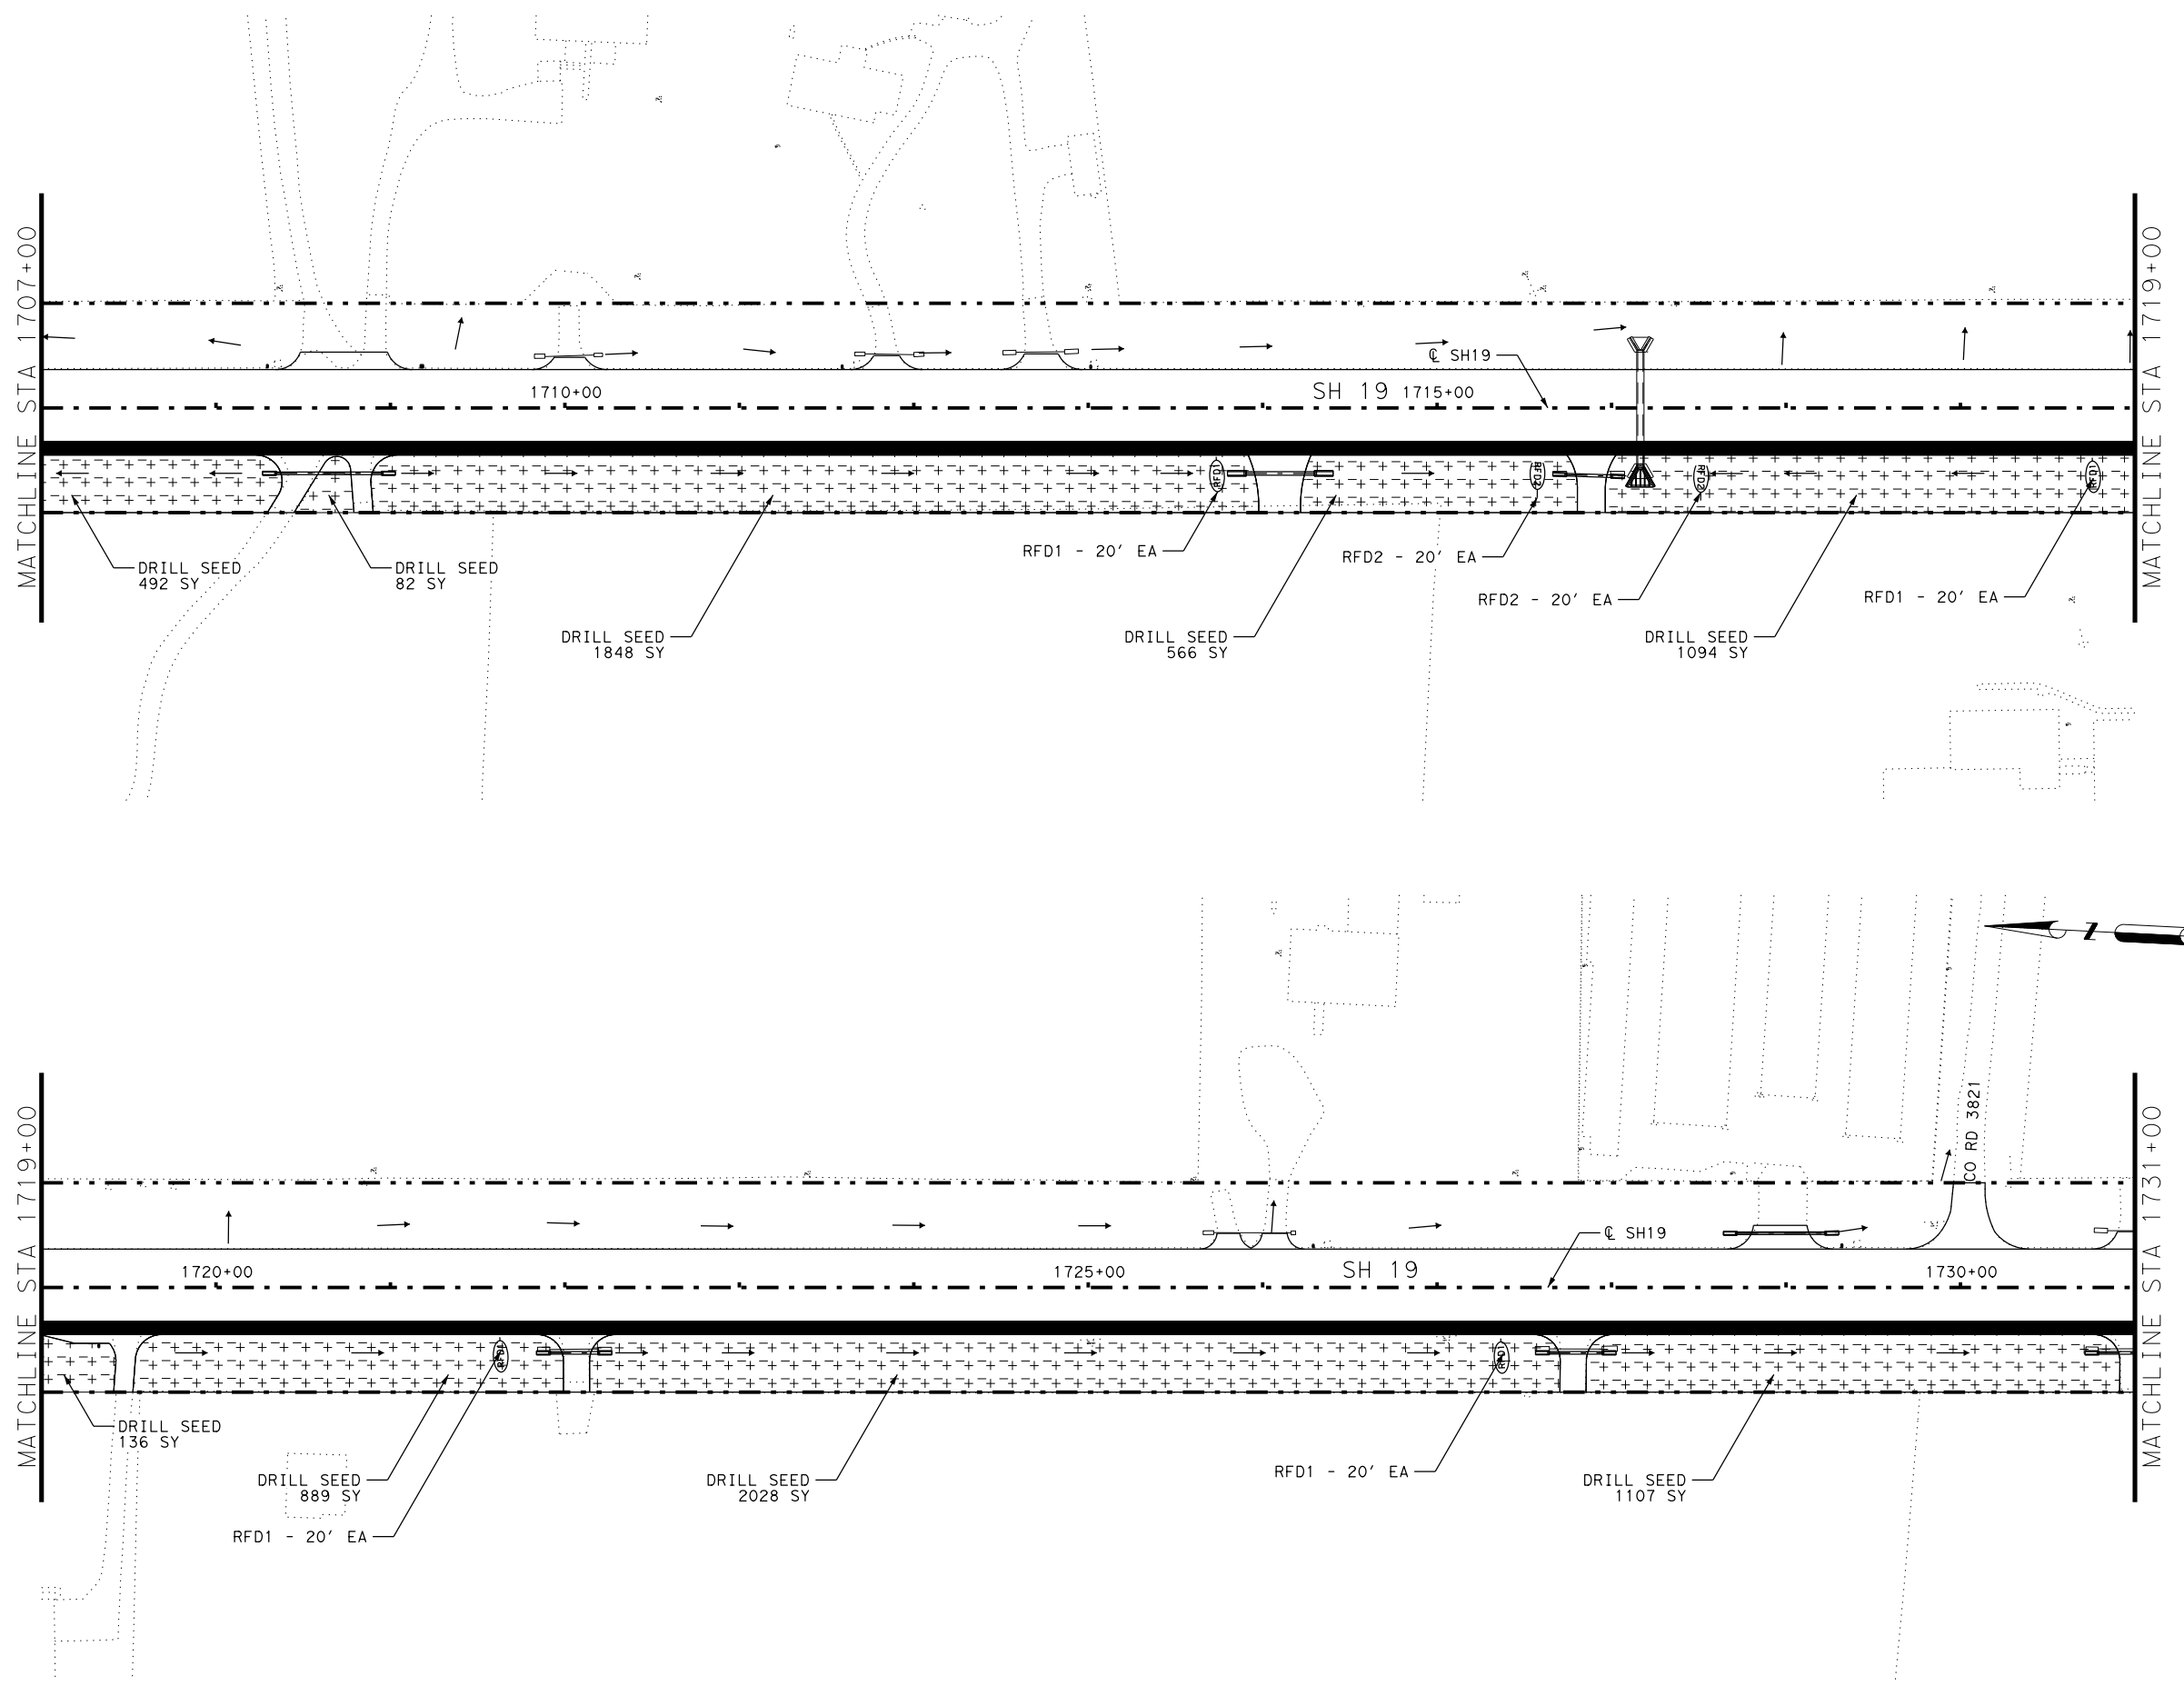 MATCHLINE STA 1707+00
1710+00
SH 19
1715+00
℄ SH19
MATCHLINE STA 1719+00
RFD1
RFD2
RFD2
RFD1
DRILL SEED
492 SY
DRILL SEED
82 SY
DRILL SEED
1848 SY
RFD1 - 20' EA
DRILL SEED
566 SY
RFD2 - 20' EA
RFD2 - 20' EA
DRILL SEED
1094 SY
RFD1 - 20' EA
Z
CO RD 3821
MATCHLINE STA 1719+00
1720+00
1725+00
SH 19
℄ SH19
1730+00
MATCHLINE STA 1731+00
DRILL SEED
136 SY
DRILL SEED
889 SY
RFD1 - 20' EA
DRILL SEED
2028 SY
RFD1 - 20' EA
DRILL SEED
1107 SY